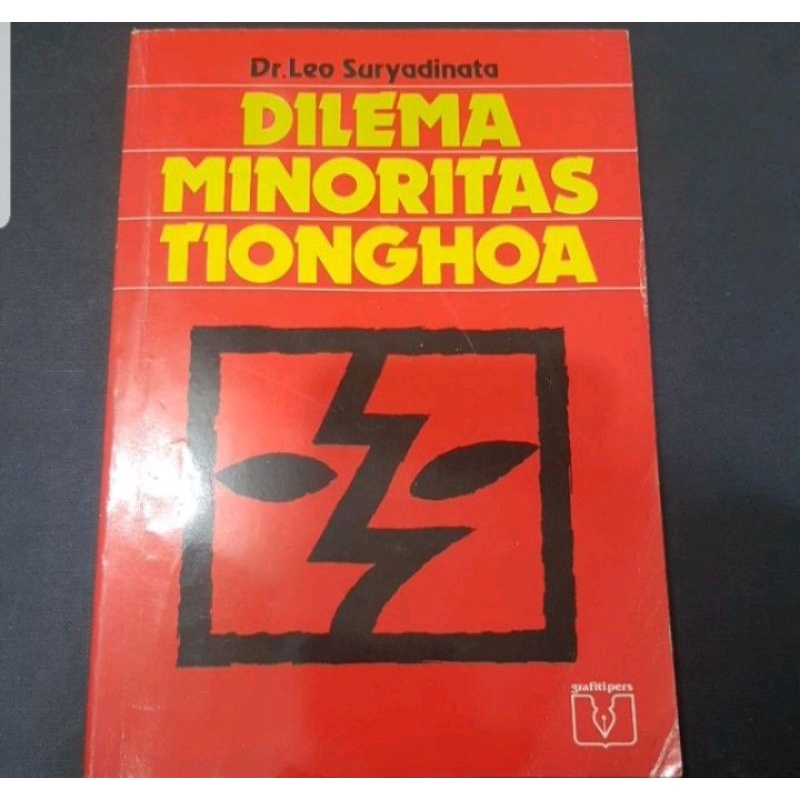 Dr. Leo Suryadinata
DILEMA
MINORITAS
TIONGHOA
grafitipers